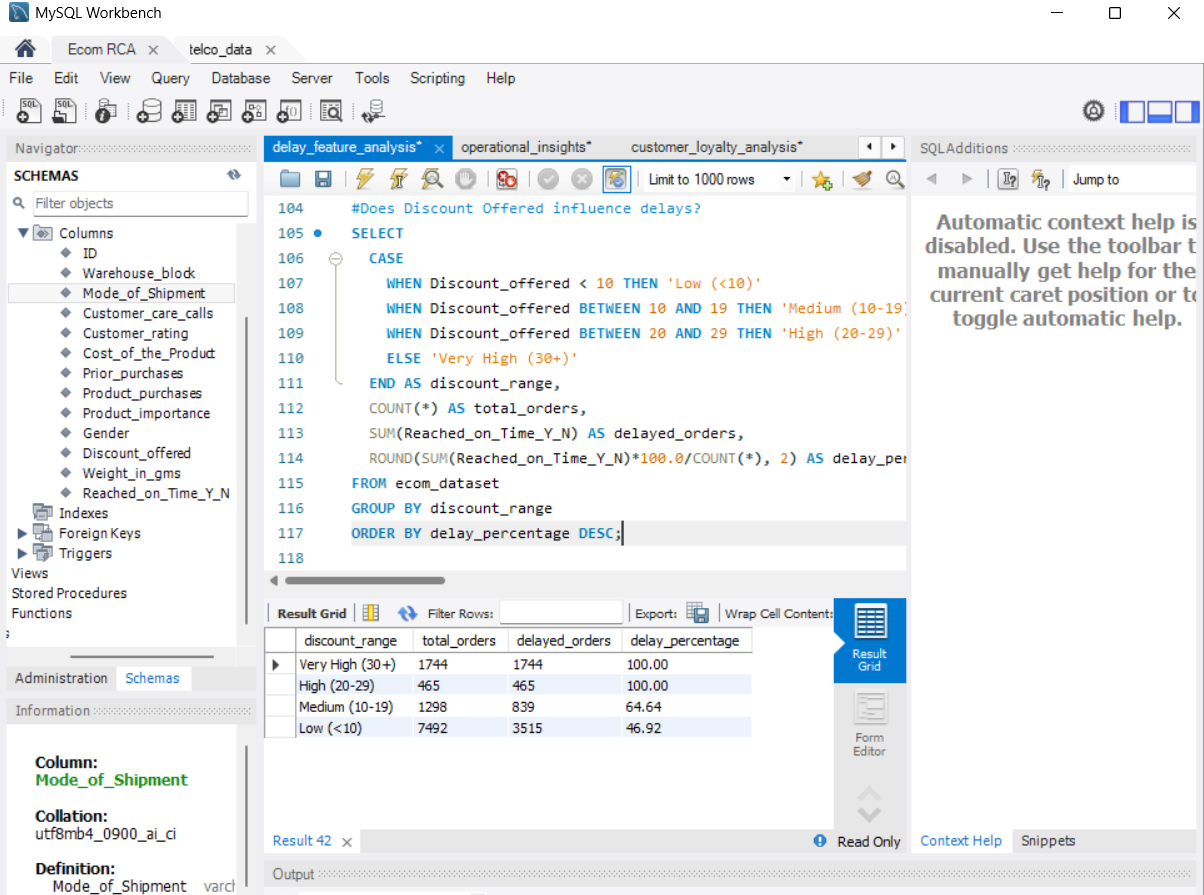 MySQL Workbench
Ecom RCA
telco_data
File Edit View Query Database Server Tools Scripting Help
Navigator
SCHEMAS
Filter objects
Columns
ID
Warehouse_block
Mode_of_Shipment
Customer_care_calls
Customer_rating
Cost_of_the_Product
Prior_purchases
Product_purchases
Product_importance
Gender
Discount_offered
Weight_in_gms
Reached_on_Time_Y_N
Indexes
Foreign Keys
Triggers
Views
Stored Procedures
Functions
Administration Schemas
Information
Column:
Mode_of_Shipment
Collation:
utf8mb4_0900_ai_ci
Definition:
Mode_of_Shipment varch
delay_feature_analysis* operational_insights* customer_loyalty_analysis*
Limit to 1000 rows
104 #Does Discount Offered influence delays?
105 SELECT
106 CASE
107 WHEN Discount_offered < 10 THEN 'Low (<10)'
108 WHEN Discount_offered BETWEEN 10 AND 19 THEN 'Medium (10-19)
109 WHEN Discount_offered BETWEEN 20 AND 29 THEN 'High (20-29)'
110 ELSE 'Very High (30+)'
111 END AS discount_range,
112 COUNT(*) AS total_orders,
113 SUM(Reached_on_Time_Y_N) AS delayed_orders,
114 ROUND(SUM(Reached_on_Time_Y_N)*100.0/COUNT(*), 2) AS delay_per
115 FROM ecom_dataset
116 GROUP BY discount_range
117 ORDER BY delay_percentage DESC;
118
Result Grid Filter Rows: Export: Wrap Cell Content:
discount_range total_orders delayed_orders delay_percentage
Very High (30+) 1744 1744 100.00
High (20-29) 465 465 100.00
Medium (10-19) 1298 839 64.64
Low (<10) 7492 3515 46.92
Result
Grid
Form
Editor
Result 42
Read Only
Output
SQLAdditions
Jump to
Automatic context help is
disabled. Use the toolbar t
manually get help for the
current caret position or to
toggle automatic help.
Context Help Snippets